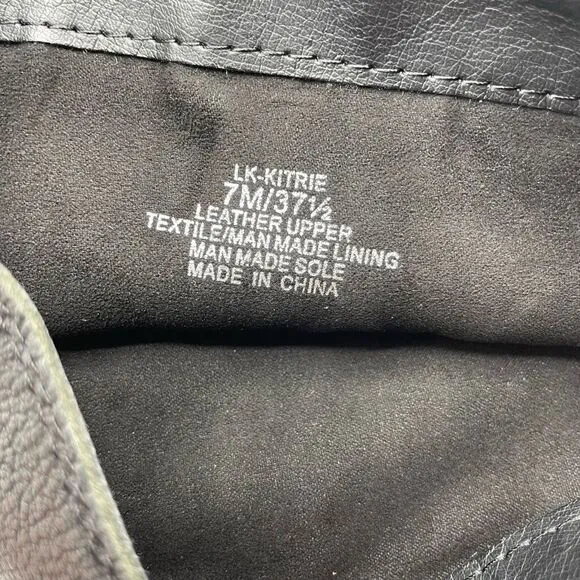 LK-KITRIE
7M/37½
LEATHER UPPER
TEXTILE/MAN MADE LINING
MAN MADE SOLE
MADE IN CHINA